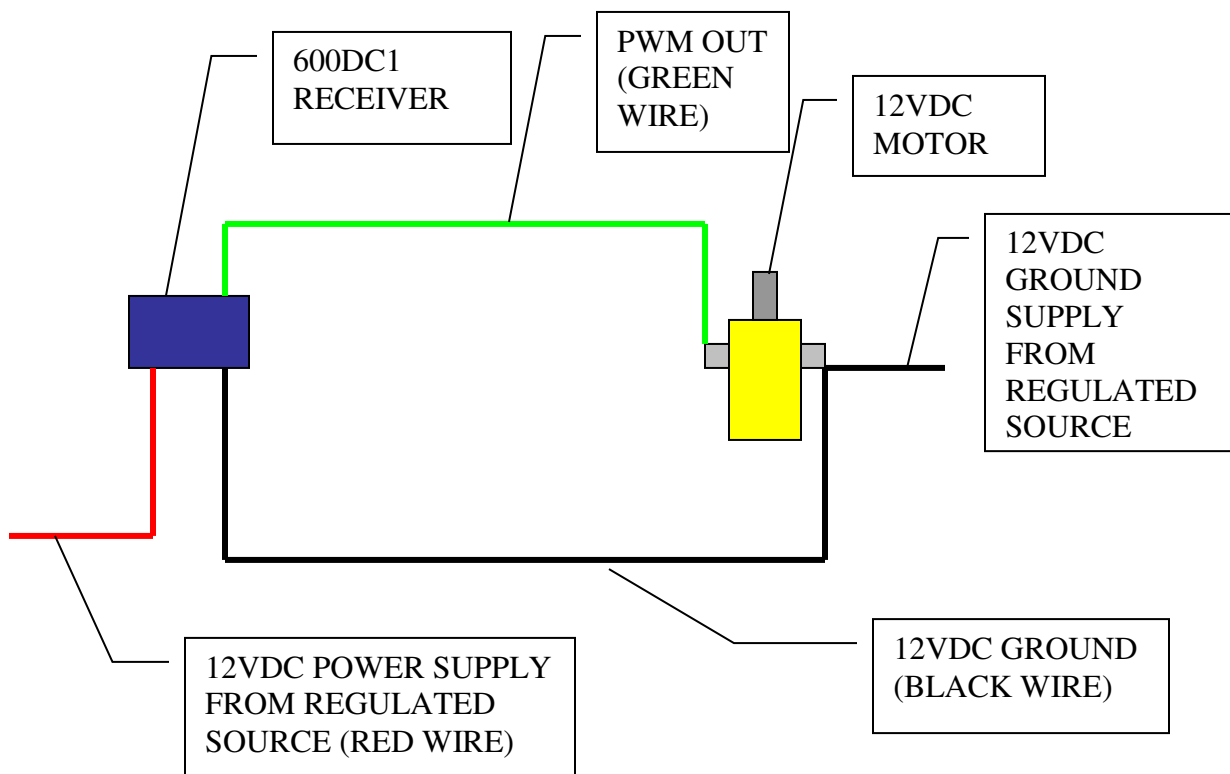 600DC1
RECEIVER
PWM OUT
(GREEN
WIRE)
12VDC
MOTOR
12VDC
GROUND
SUPPLY
FROM
REGULATED
SOURCE
12VDC POWER SUPPLY
FROM REGULATED
SOURCE (RED WIRE)
12VDC GROUND
(BLACK WIRE)